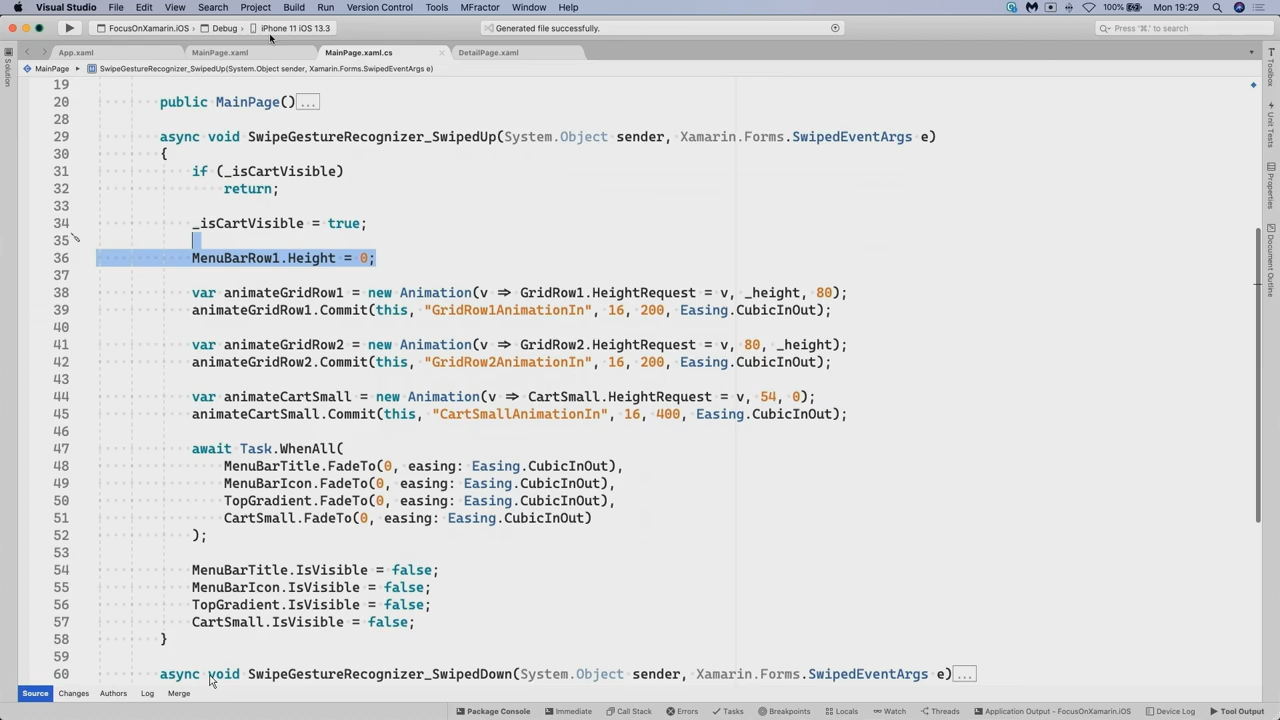 Visual Studio File Edit View Search Project Build Run Version Control Tools MFractor Window Help 100% Mon 19:29
FocusOnXamarin.iOS > Debug > iPhone 11 iOS 13.3 Generated file successfully. Press '⌘.' to search
App.xaml MainPage.xaml MainPage.xaml.cs DetailPage.xaml
MainPage SwipeGestureRecognizer_SwipedUp(System.Object sender, Xamarin.Forms.SwipedEventArgs e)
Solution
Toolbox
Unit Tests
Properties
Document Outline
19
20 public MainPage()...
28
29 async void SwipeGestureRecognizer_SwipedUp(System.Object sender, Xamarin.Forms.SwipedEventArgs e)
30 {
31 if (_isCartVisible)
32 return;
33
34 _isCartVisible = true;
35
36 MenuBarRow1.Height = 0;
37
38 var animateGridRow1 = new Animation(v => GridRow1.HeightRequest = v, _height, 80);
39 animateGridRow1.Commit(this, "GridRow1AnimationIn", 16, 200, Easing.CubicInOut);
40
41 var animateGridRow2 = new Animation(v => GridRow2.HeightRequest = v, 80, _height);
42 animateGridRow2.Commit(this, "GridRow2AnimationIn", 16, 200, Easing.CubicInOut);
43
44 var animateCartSmall = new Animation(v => CartSmall.HeightRequest = v, 54, 0);
45 animateCartSmall.Commit(this, "CartSmallAnimationIn", 16, 400, Easing.CubicInOut);
46
47 await Task.WhenAll(
48 MenuBarTitle.FadeTo(0, easing: Easing.CubicInOut),
49 MenuBarIcon.FadeTo(0, easing: Easing.CubicInOut),
50 TopGradient.FadeTo(0, easing: Easing.CubicInOut),
51 CartSmall.FadeTo(0, easing: Easing.CubicInOut)
52 );
53
54 MenuBarTitle.IsVisible = false;
55 MenuBarIcon.IsVisible = false;
56 TopGradient.IsVisible = false;
57 CartSmall.IsVisible = false;
58 }
59
60 async void SwipeGestureRecognizer_SwipedDown(System.Object sender, Xamarin.Forms.SwipedEventArgs e)...
Source Changes Authors Log Merge
Package Console Immediate Call Stack Errors Tasks Breakpoints Locals Watch Threads Application Output - FocusOnXamarin.iOS Device Log Tool Output